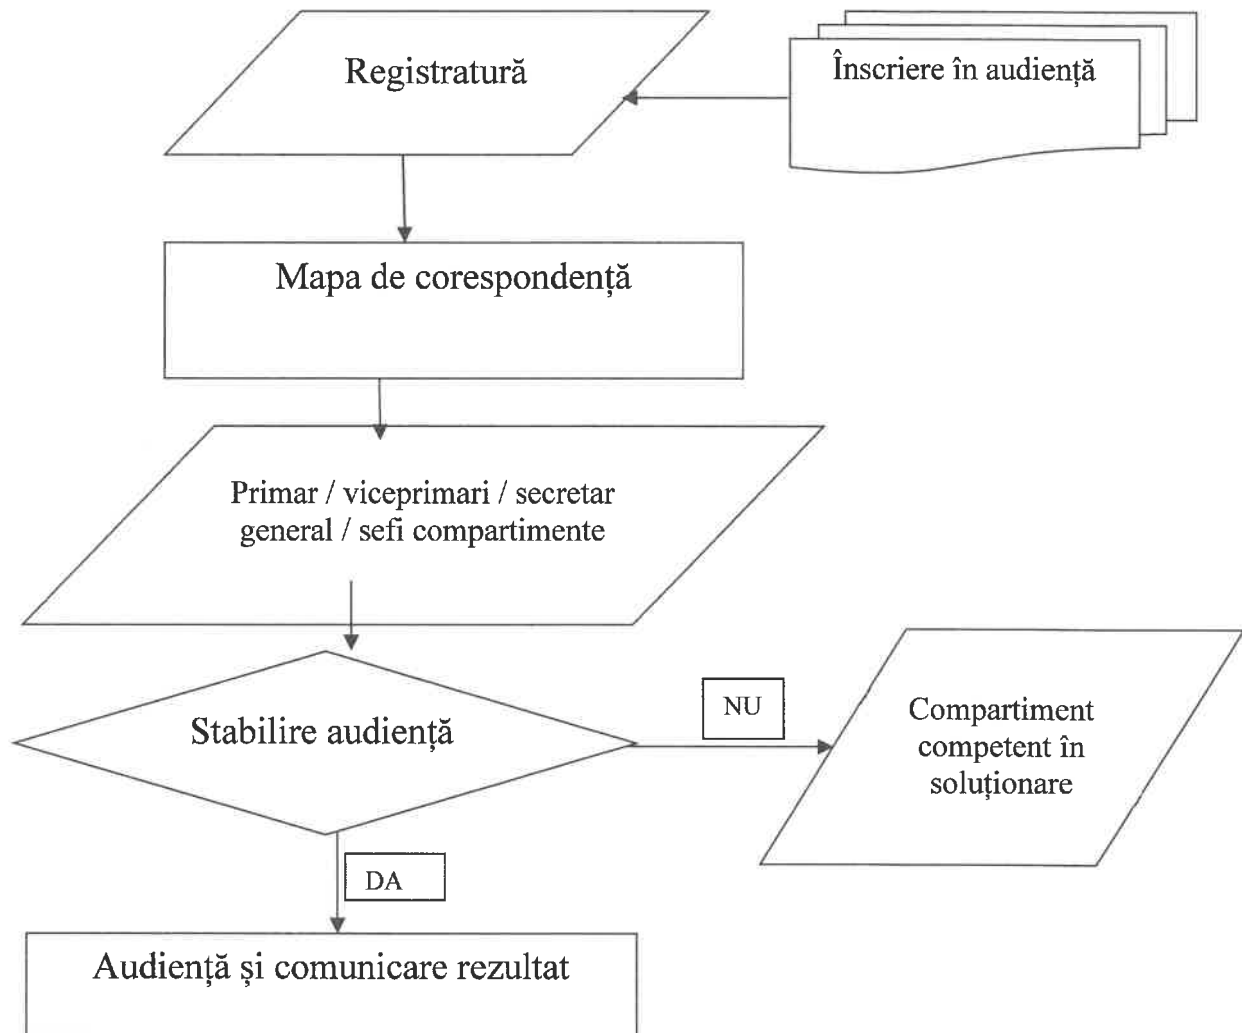 Registratură
Înscriere în audiență
Mapa de corespondență
Primar / viceprimari / secretar
general / sefi compartimente
Stabilire audiență
NU
Compartiment
competent în
soluționare
DA
Audiență și comunicare rezultat